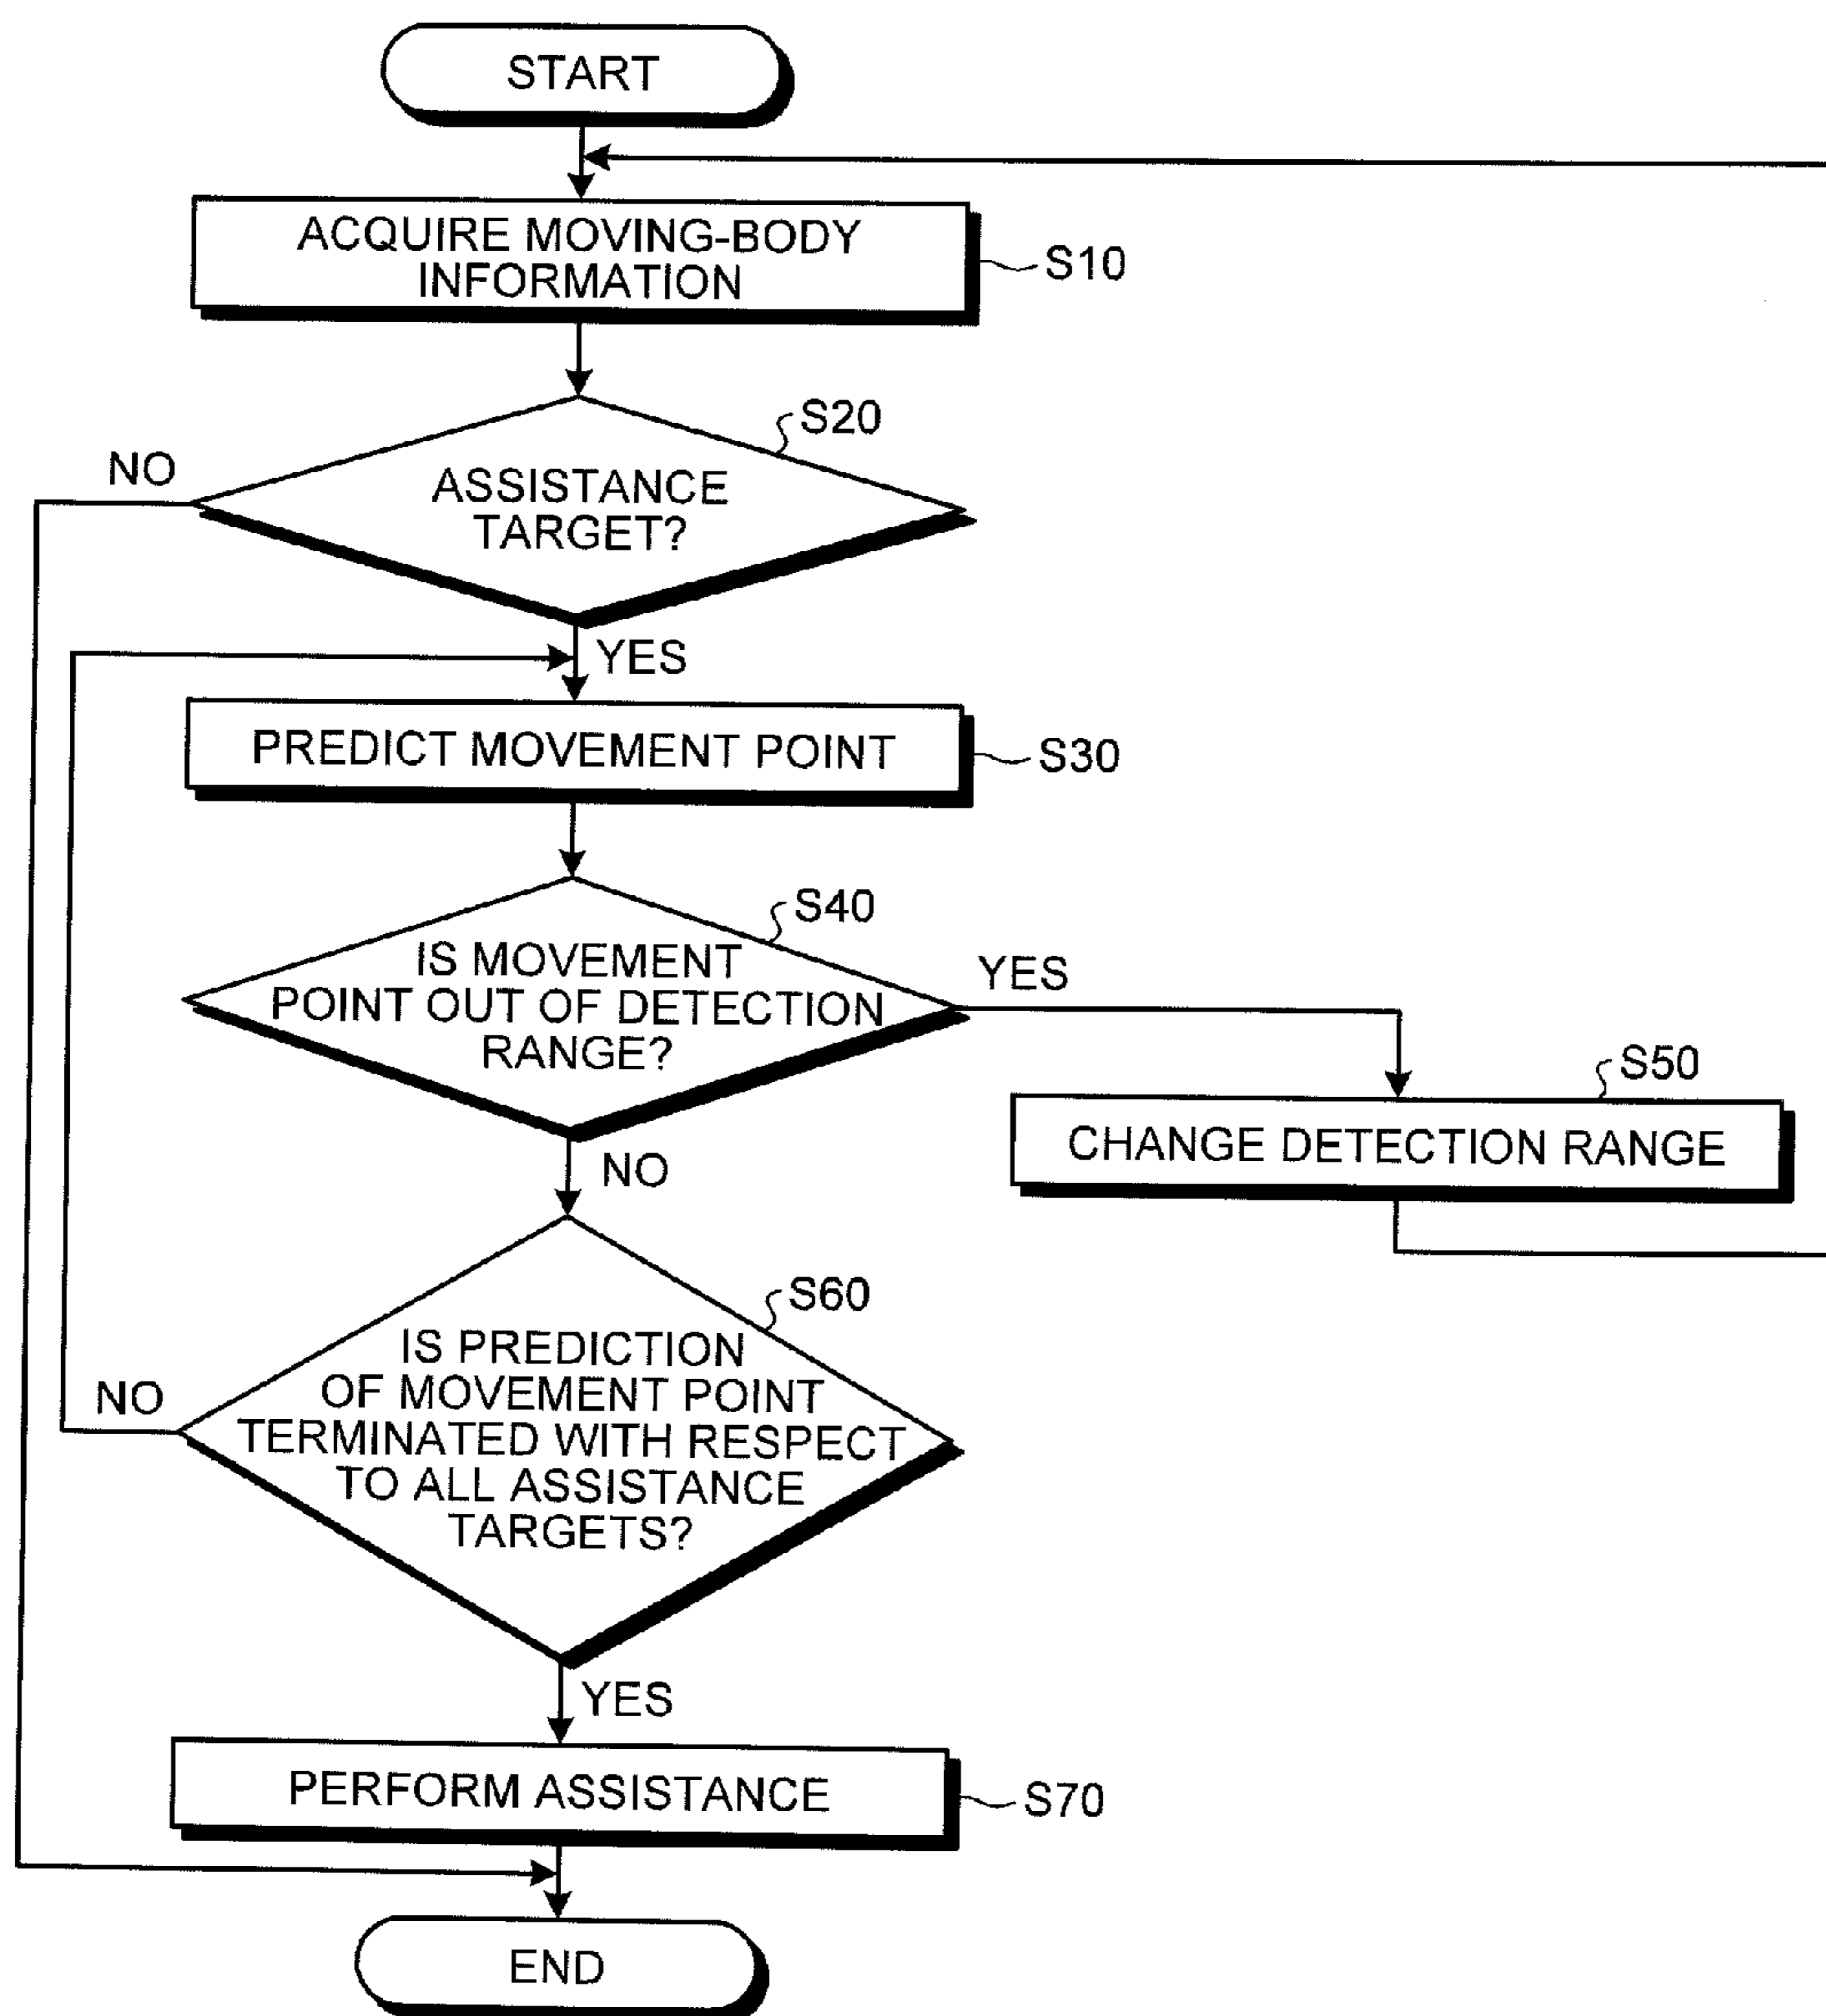 START
ACQUIRE MOVING-BODY
INFORMATION
S10
S20
NO
ASSISTANCE
TARGET?
YES
PREDICT MOVEMENT POINT
S30
S40
IS MOVEMENT
POINT OUT OF DETECTION
RANGE?
YES
S50
CHANGE DETECTION RANGE
NO
S60
IS PREDICTION
OF MOVEMENT POINT
TERMINATED WITH RESPECT
TO ALL ASSISTANCE
TARGETS?
NO
YES
PERFORM ASSISTANCE
S70
END